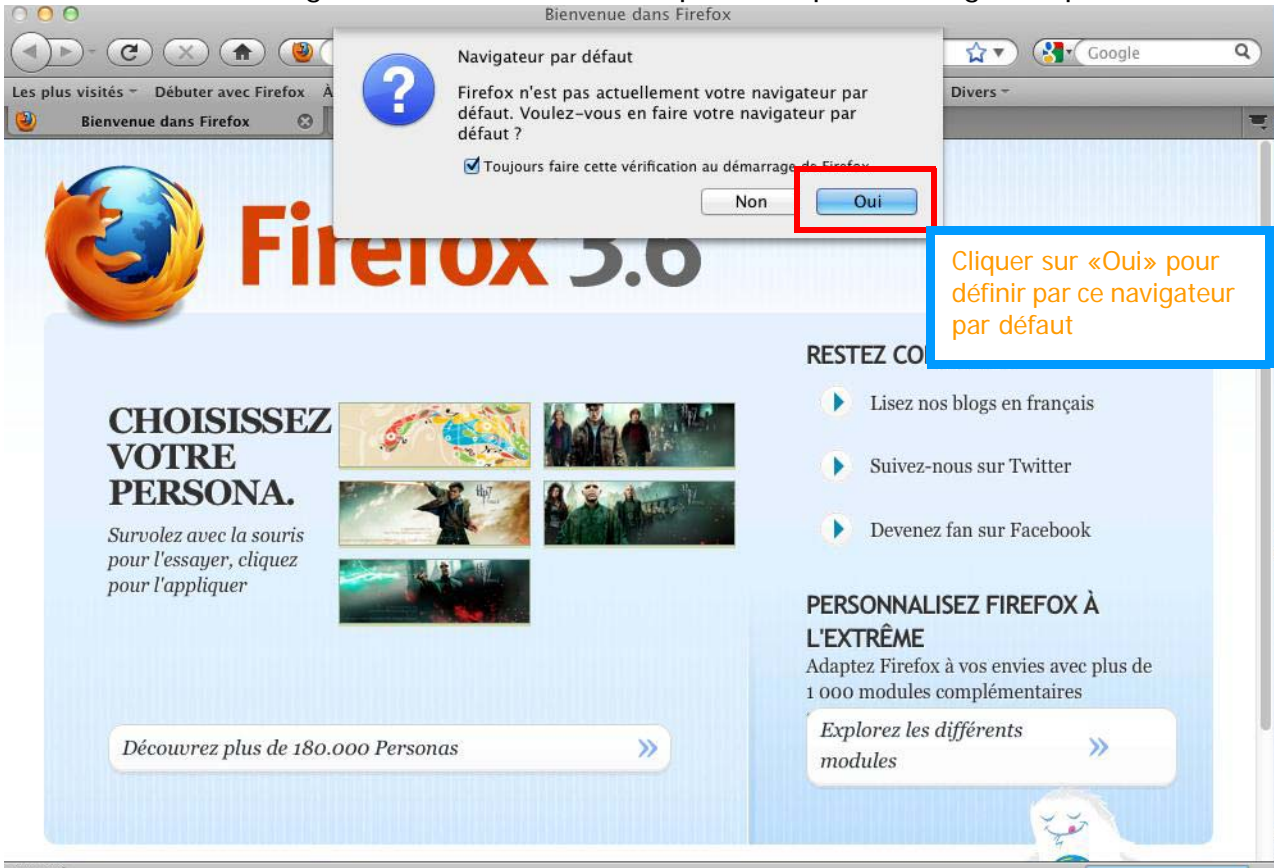 Bienvenue dans Firefox
Google
Les plus visités
Débuter avec Firefox
Divers
Bienvenue dans Firefox
Navigateur par défaut
Firefox n'est pas actuellement votre navigateur par
défaut. Voulez-vous en faire votre navigateur par
défaut ?
Toujours faire cette vérification au démarrage de Firefox
Non
Oui
Firefox 3.6
Cliquer sur «Oui» pour
définir par ce navigateur
par défaut
CHOISISSEZ
VOTRE
PERSONA.
Survolez avec la souris
pour l'essayer, cliquez
pour l'appliquer
Découvrez plus de 180.000 Personas
RESTEZ
Lisez nos blogs en français
Suivez-nous sur Twitter
Devenez fan sur Facebook
PERSONNALISEZ FIREFOX À
L'EXTRÊME
Adaptez Firefox à vos envies avec plus de
1 000 modules complémentaires
Explorez les différents
modules